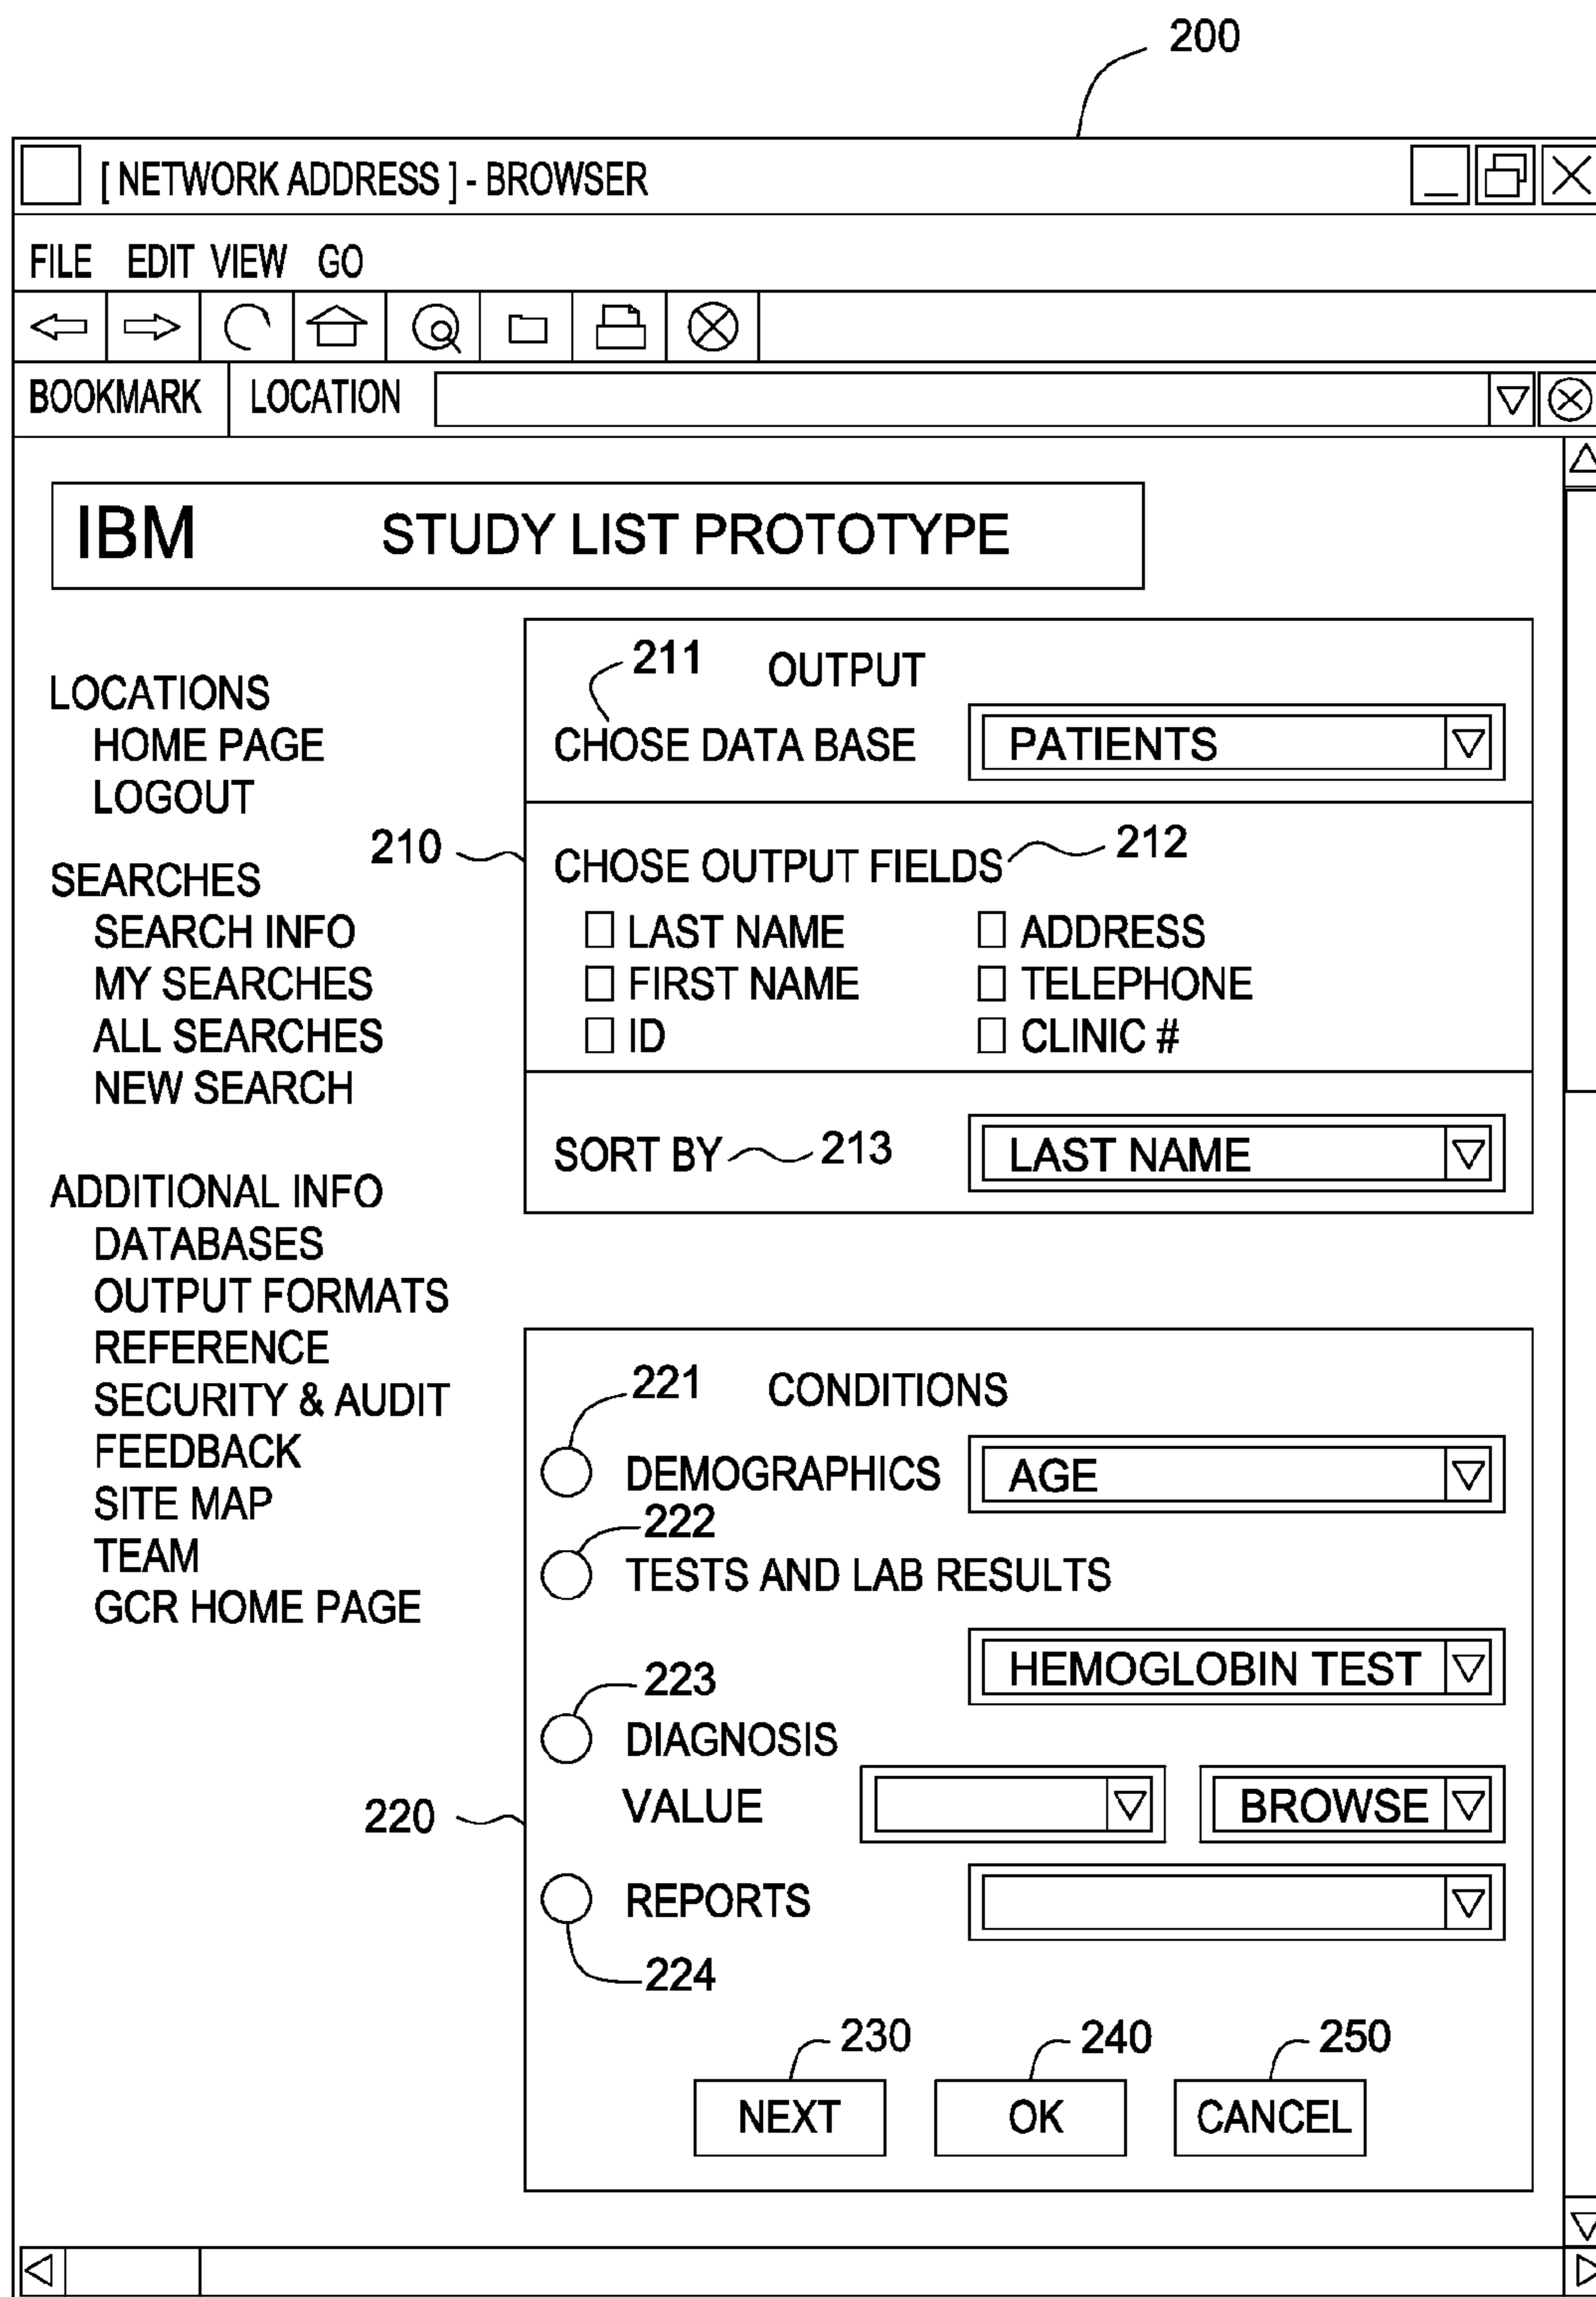 200
[ NETWORK ADDRESS ] - BROWSER
FILE EDIT VIEW GO
BOOKMARK LOCATION
IBM STUDY LIST PROTOTYPE
LOCATIONS
HOME PAGE
LOGOUT
SEARCHES
SEARCH INFO
MY SEARCHES
ALL SEARCHES
NEW SEARCH
ADDITIONAL INFO
DATABASES
OUTPUT FORMATS
REFERENCE
SECURITY & AUDIT
FEEDBACK
SITE MAP
TEAM
GCR HOME PAGE
210
211 OUTPUT
CHOSE DATA BASE PATIENTS
CHOSE OUTPUT FIELDS 212
LAST NAME ADDRESS
FIRST NAME TELEPHONE
ID CLINIC #
SORT BY 213 LAST NAME
220
221 CONDITIONS
DEMOGRAPHICS AGE
222
TESTS AND LAB RESULTS
HEMOGLOBIN TEST
223
DIAGNOSIS
VALUE BROWSE
REPORTS
224
230 240 250
NEXT OK CANCEL